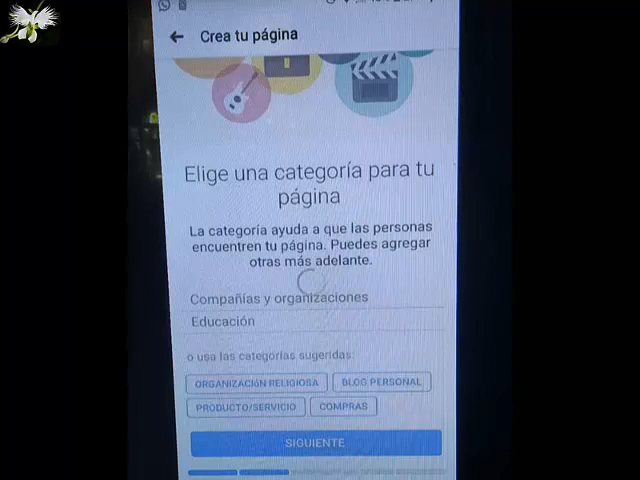 Crea tu página
Elige una categoría para tu
página
La categoría ayuda a que las personas
encuentren tu página. Puedes agregar
otras más adelante.
Compañías y organizaciones
Educación
o usa las categorías sugeridas:
ORGANIZACIÓN RELIGIOSA BLOG PERSONAL
PRODUCTO/SERVICIO COMPRAS
SIGUIENTE